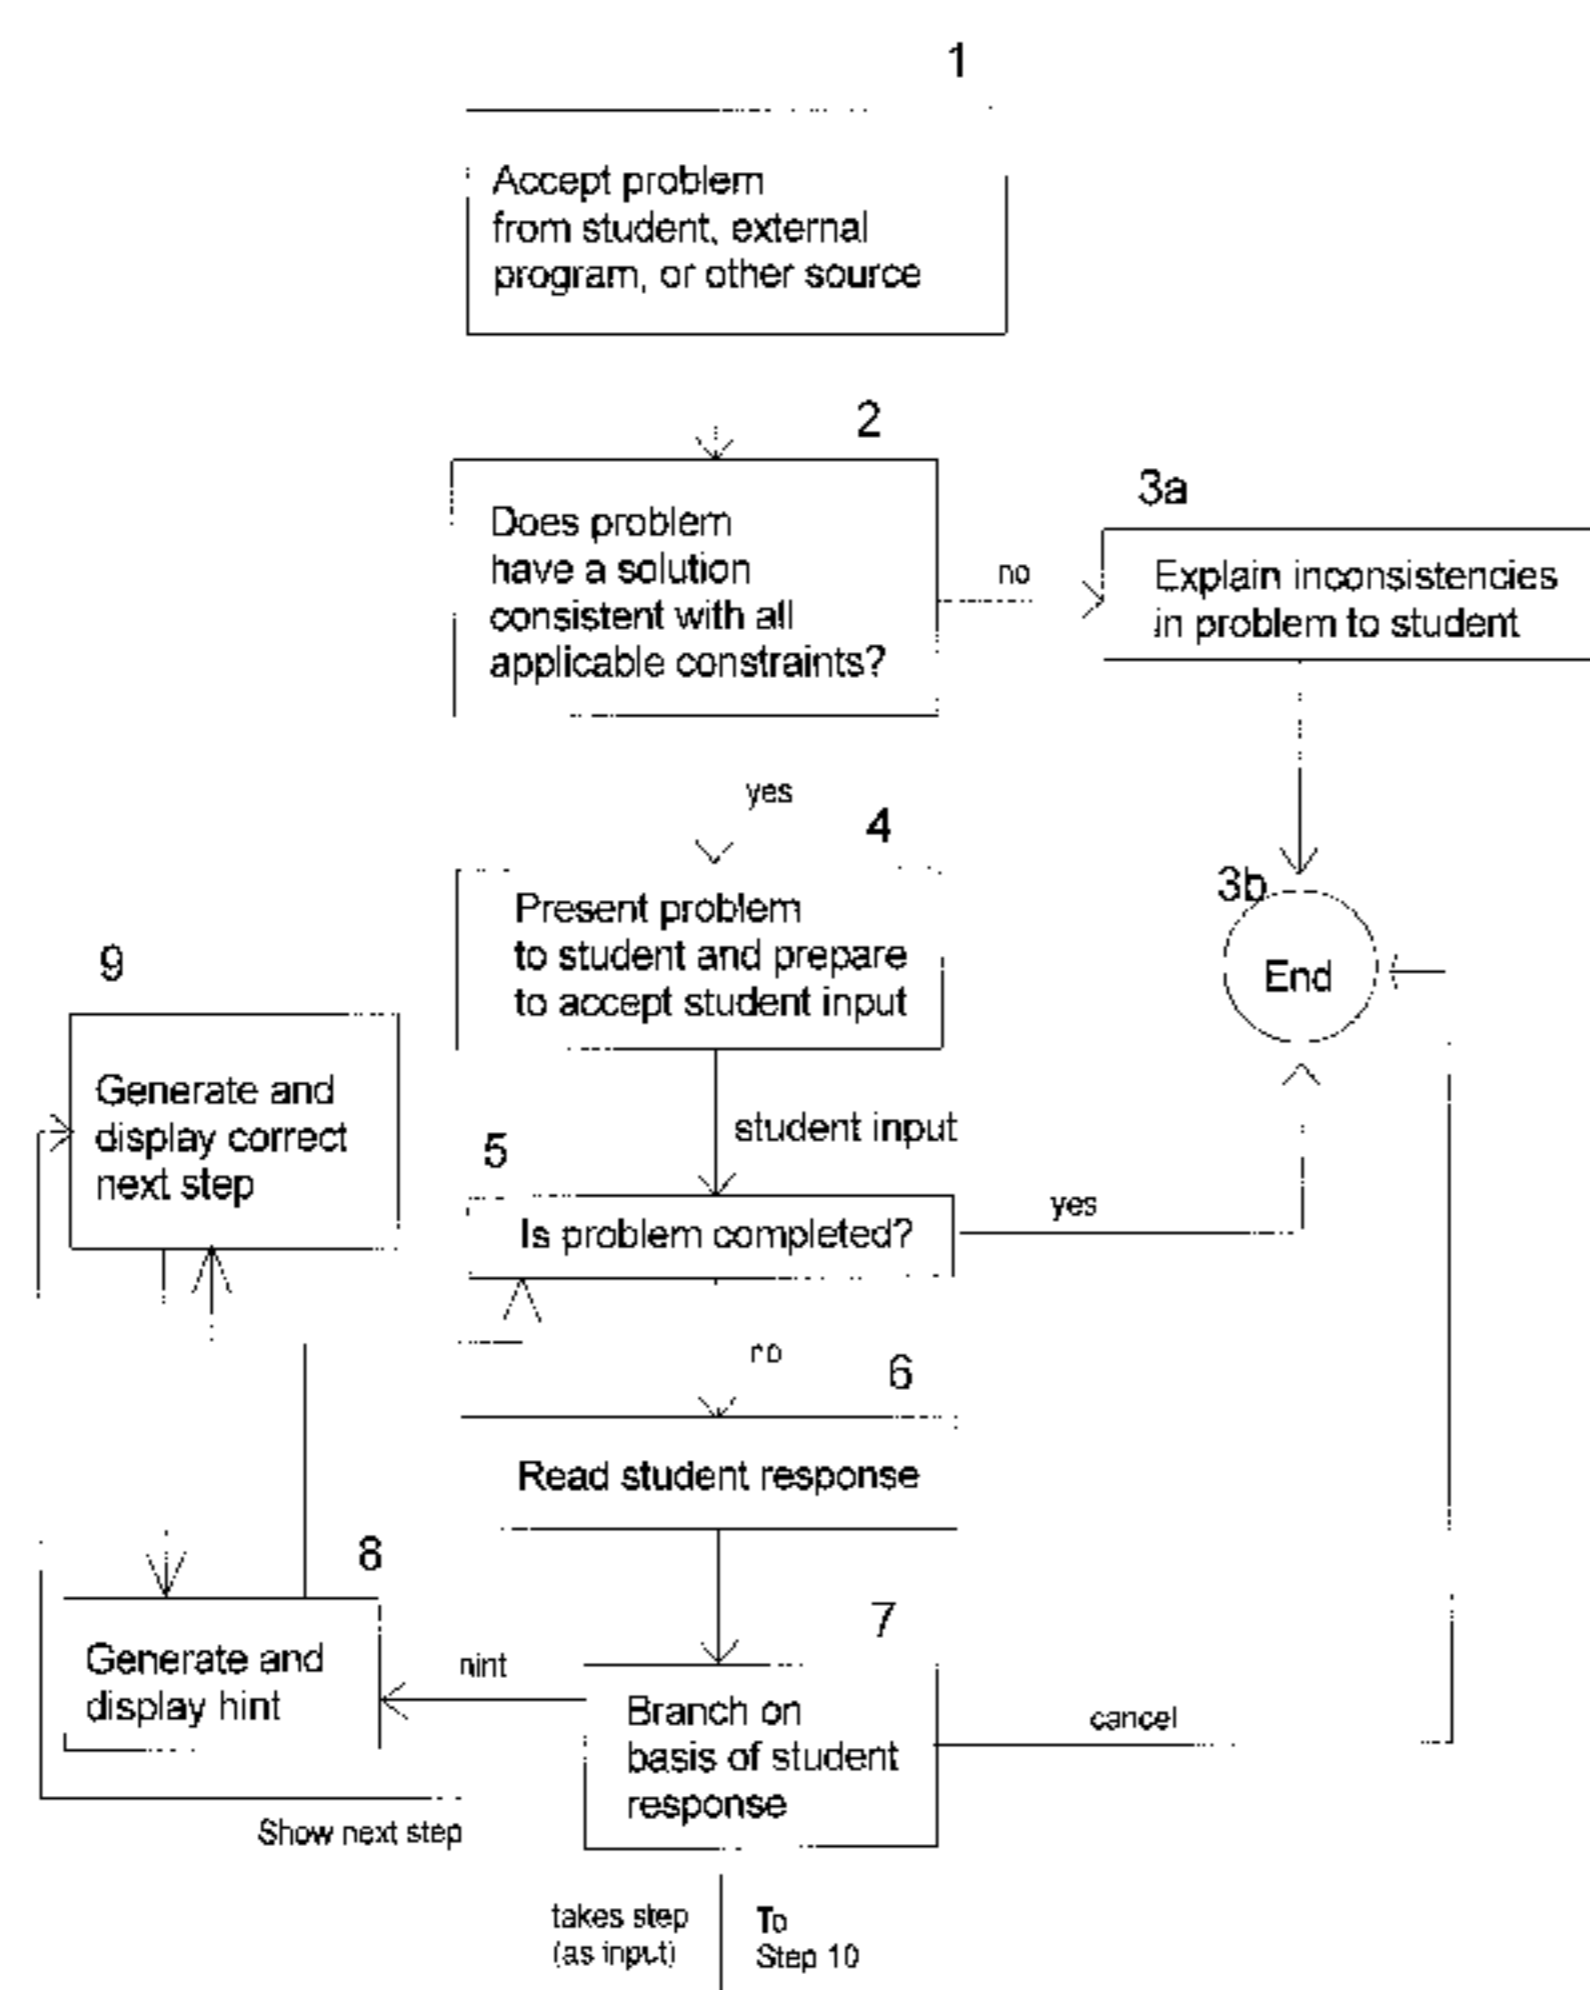 1
Accept problem
from student, external
program, or other source
2
Does problem
have a solution
consistent with all
applicable constraints?
no
3a
Explain inconsistencies
in problem to student
yes
4
Present problem
to student and prepare
to accept student input
3b
End
9
Generate and
display correct
next step
student input
5
Is problem completed?
yes
no
6
Read student response
8
Generate and
display hint
nint
7
Branch on
basis of student
response
cancel
Show next step
takes step
(as input)
To
Step 10